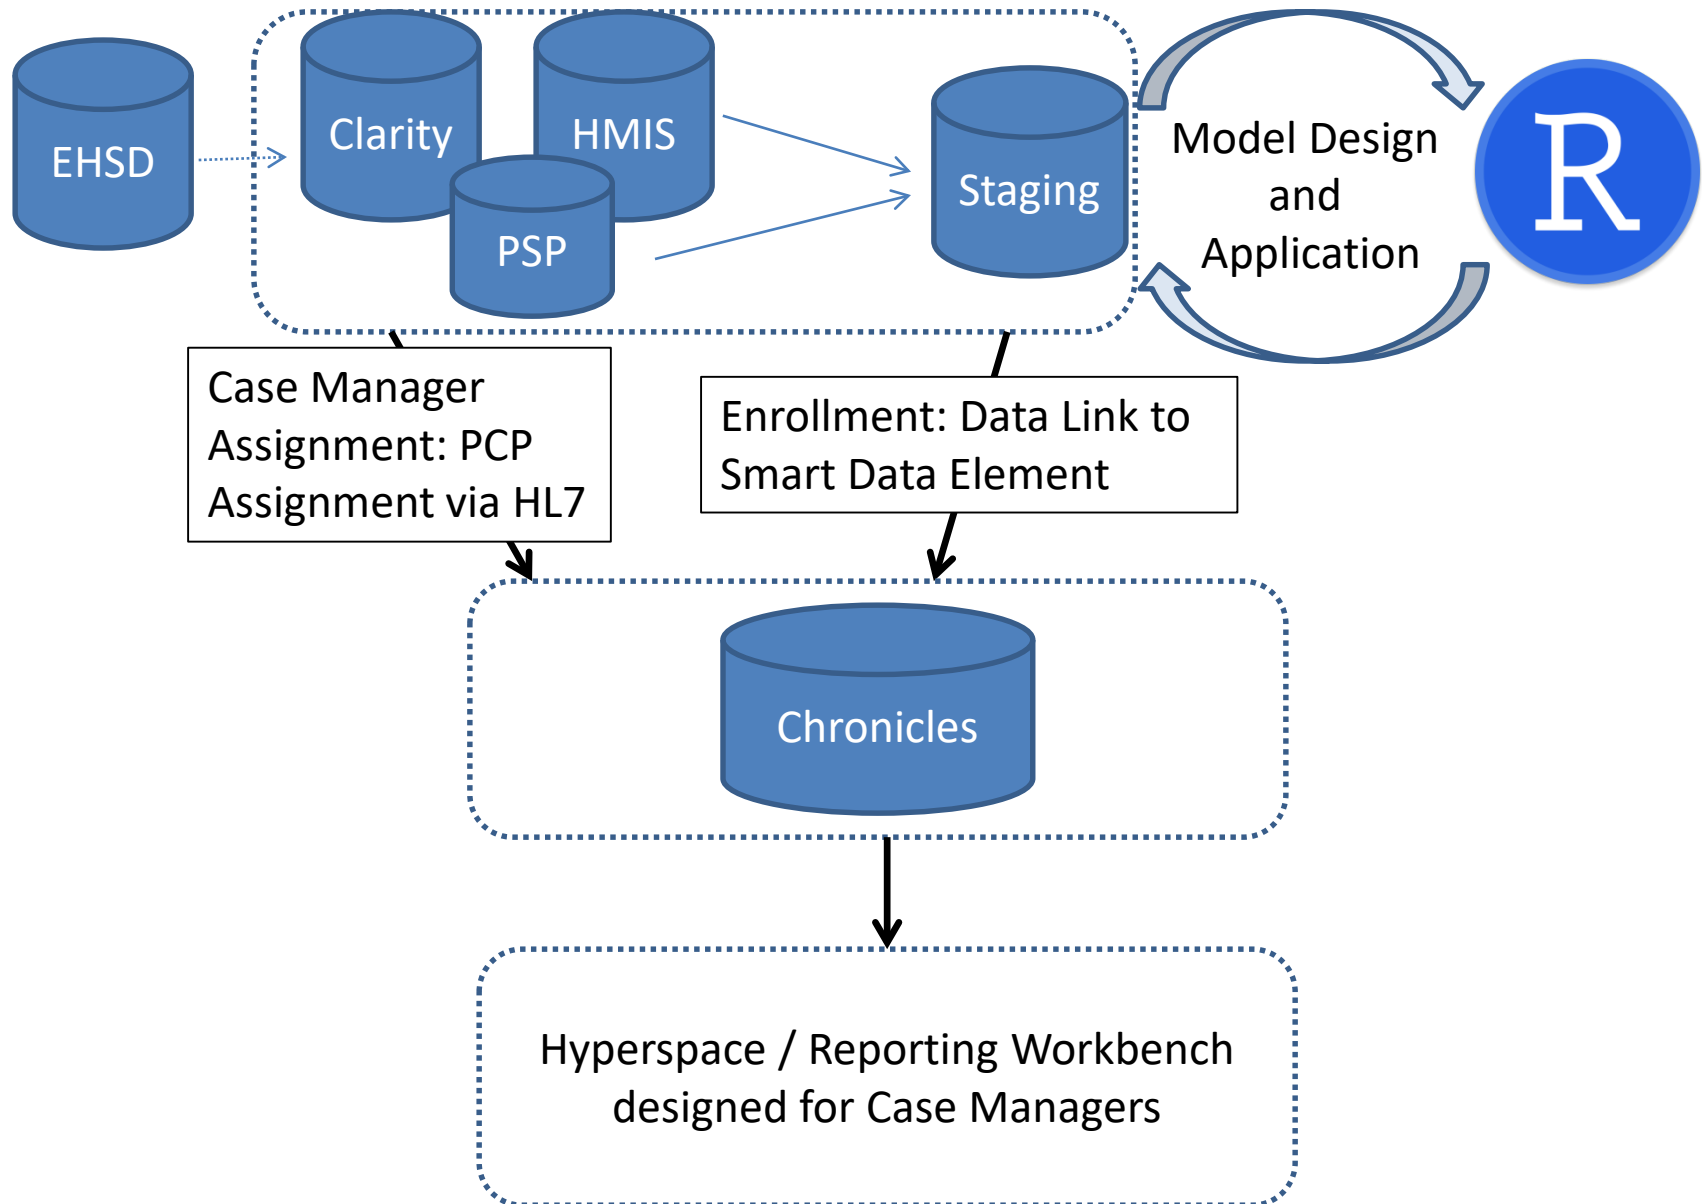 EHSD
Clarity
HMIS
PSP
Staging
Model Design
and
Application
R
Case Manager
Assignment: PCP
Assignment via HL7
Enrollment: Data Link to
Smart Data Element
Chronicles
Hyperspace / Reporting Workbench
designed for Case Managers